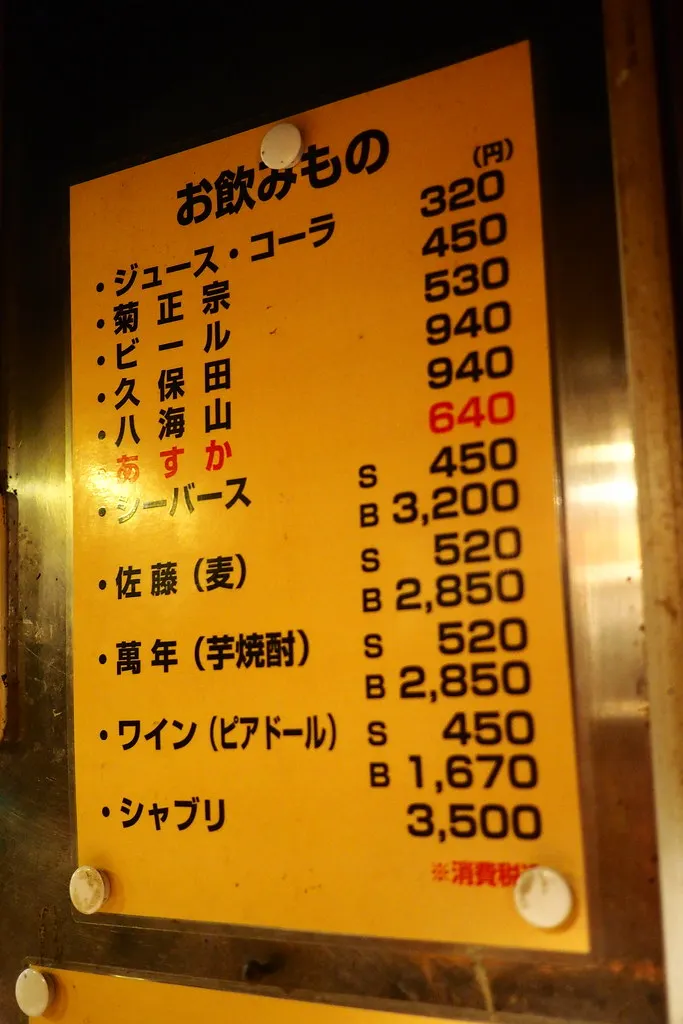 お飲みもの
(円)
・ジュース・コーラ 320
・菊正宗 450
・ビール 530
・久保田 940
・八海山 940
・あすか 640
・シーバース S 450
B 3,200
・佐藤(麦) S 520
B 2,850
・萬年(芋焼酎) S 520
B 2,850
・ワイン(ピアドール) S 450
B 1,670
・シャブリ 3,500
※消費税